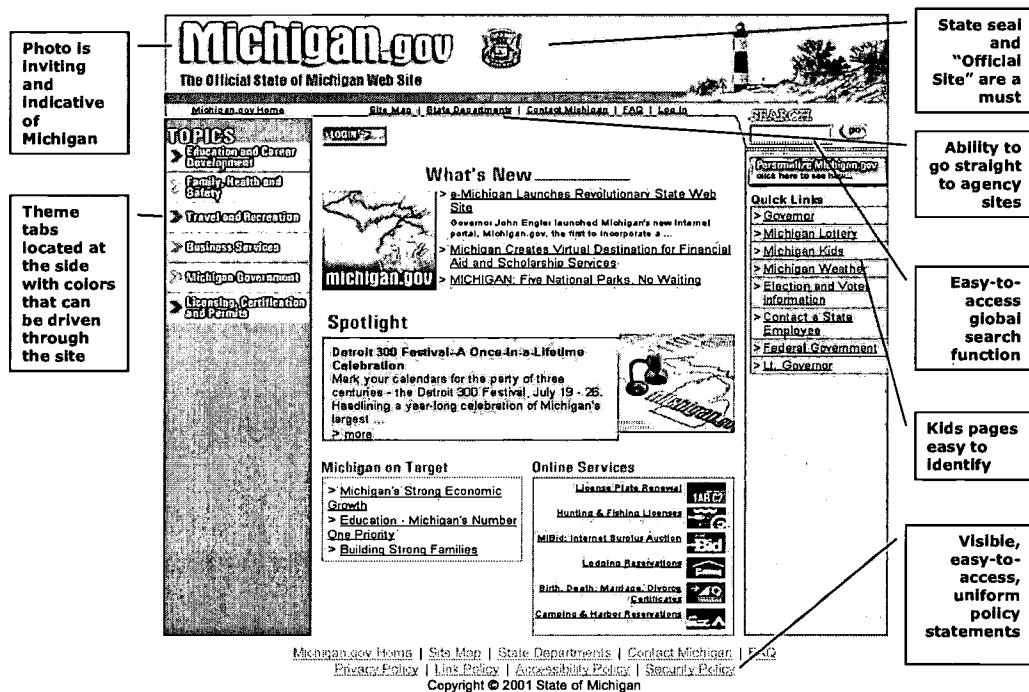 Photo is
inviting
and
indicative
of
Michigan
Theme
tabs
located at
the side
with colors
that can
be driven
through
the site
Michigan.gov
The Official State of Michigan Web Site
Michigan.gov Home
Site Map | State Departments | Contact Michigan | FAQ | Log In
SEARCH
go
TOPICS
Education and Career
Development
Family, Health and
Safety
Travel and Recreation
Business Services
Michigan Government
Licensing, Certification
and Permits
LOGIN
What's New
> e-Michigan Launches Revolutionary State Web
Site
Governor John Engler launched Michigan's new Internet
portal, Michigan.gov, the first to incorporate a ...
> Michigan Creates Virtual Destination for Financial
Aid and Scholarship Services
> MICHIGAN: Five National Parks, No Waiting
michigan.gov
Spotlight
Detroit 300 Festival-A Once-in-a-Lifetime
Celebration
Mark your calendars for the party of three
centuries - the Detroit 300 Festival, July 19 - 26.
Headlining a year-long celebration of Michigan's
largest ...
> more
Michigan on Target
> Michigan's Strong Economic
Growth
> Education - Michigan's Number
One Priority
> Building Strong Families
Online Services
License Plate Renewal
1AB C2
Hunting & Fishing Licenses
MIBid: Internet Surplus Auction
Bid
Lodging Reservations
Birth, Death, Marriage, Divorce
Certificates
Camping & Harbor Reservations
Personalize Michigan.gov
click here to see how...
Quick Links
> Governor
> Michigan Lottery
> Michigan Kids
> Michigan Weather
> Election and Vote
Information
> Contact a State
Employee
> Federal Government
> Lt. Governor
Michigan.gov Home | Site Map | State Departments | Contact Michigan | FAQ
Privacy Policy | Link Policy | Accessibility Policy | Security Policy
Copyright © 2001 State of Michigan
State seal
and
"Official
Site" are a
must
Ability to
go straight
to agency
sites
Easy-to-
access
global
search
function
Kids pages
easy to
identify
Visible,
easy-to-
access,
uniform
policy
statements